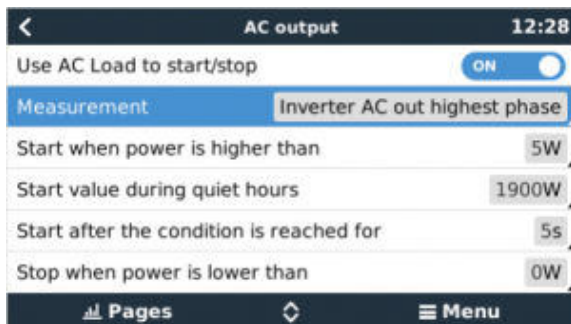 AC output 12:28
Use AC Load to start/stop ON
Measurement Inverter AC out highest phase
Start when power is higher than 5W
Start value during quiet hours 1900W
Start after the condition is reached for 5s
Stop when power is lower than 0W
Pages Menu